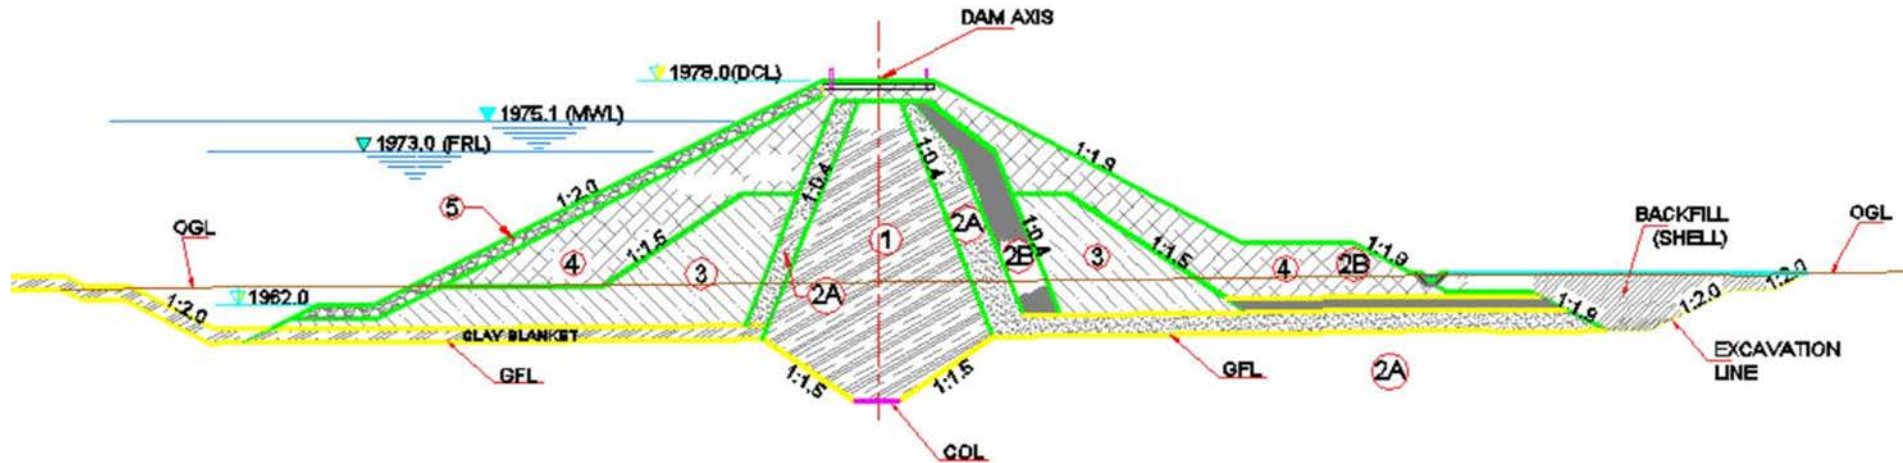 DAM AXIS
1979.0(DCL)
1975.1 (MWL)
1973.0 (FRL)
1:2.0
1:1.9
1:0.4
1:0.4
5
OGL
2A
1
BACKFILL
(SHELL)
OGL
1:1.5
4
3
2B
1:0.4
3
1:1.5
4
2B
1:1.9
1962.0
2A
1:2.0
1:2.0
1:2.0
1:1.9
CLAY BLANKET
GFL
1:1.5
1:1.5
GFL
2A
EXCAVATION
LINE
COL